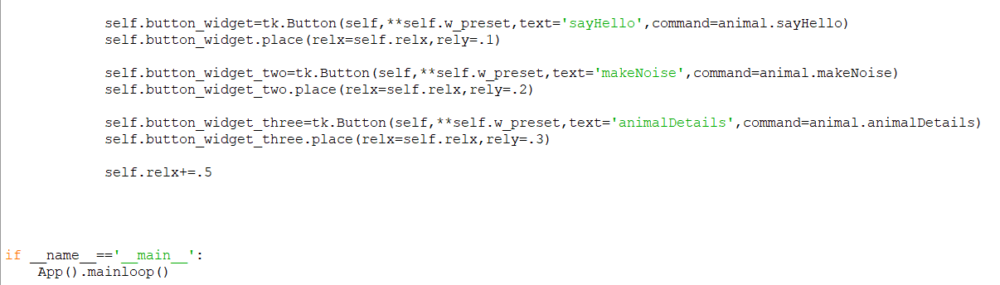 self.button_widget=tk.Button(self,**self.w_preset,text='sayHello',command=animal.sayHello)
self.button_widget.place(relx=self.relx,rely=.1)
self.button_widget_two=tk.Button(self,**self.w_preset,text='makeNoise',command=animal.makeNoise)
self.button_widget_two.place(relx=self.relx,rely=.2)
self.button_widget_three=tk.Button(self,**self.w_preset,text='animalDetails',command=animal.animalDetails)
self.button_widget_three.place(relx=self.relx,rely=.3)
self.relx+=.5
if __name__=='__main__':
    App().mainloop()